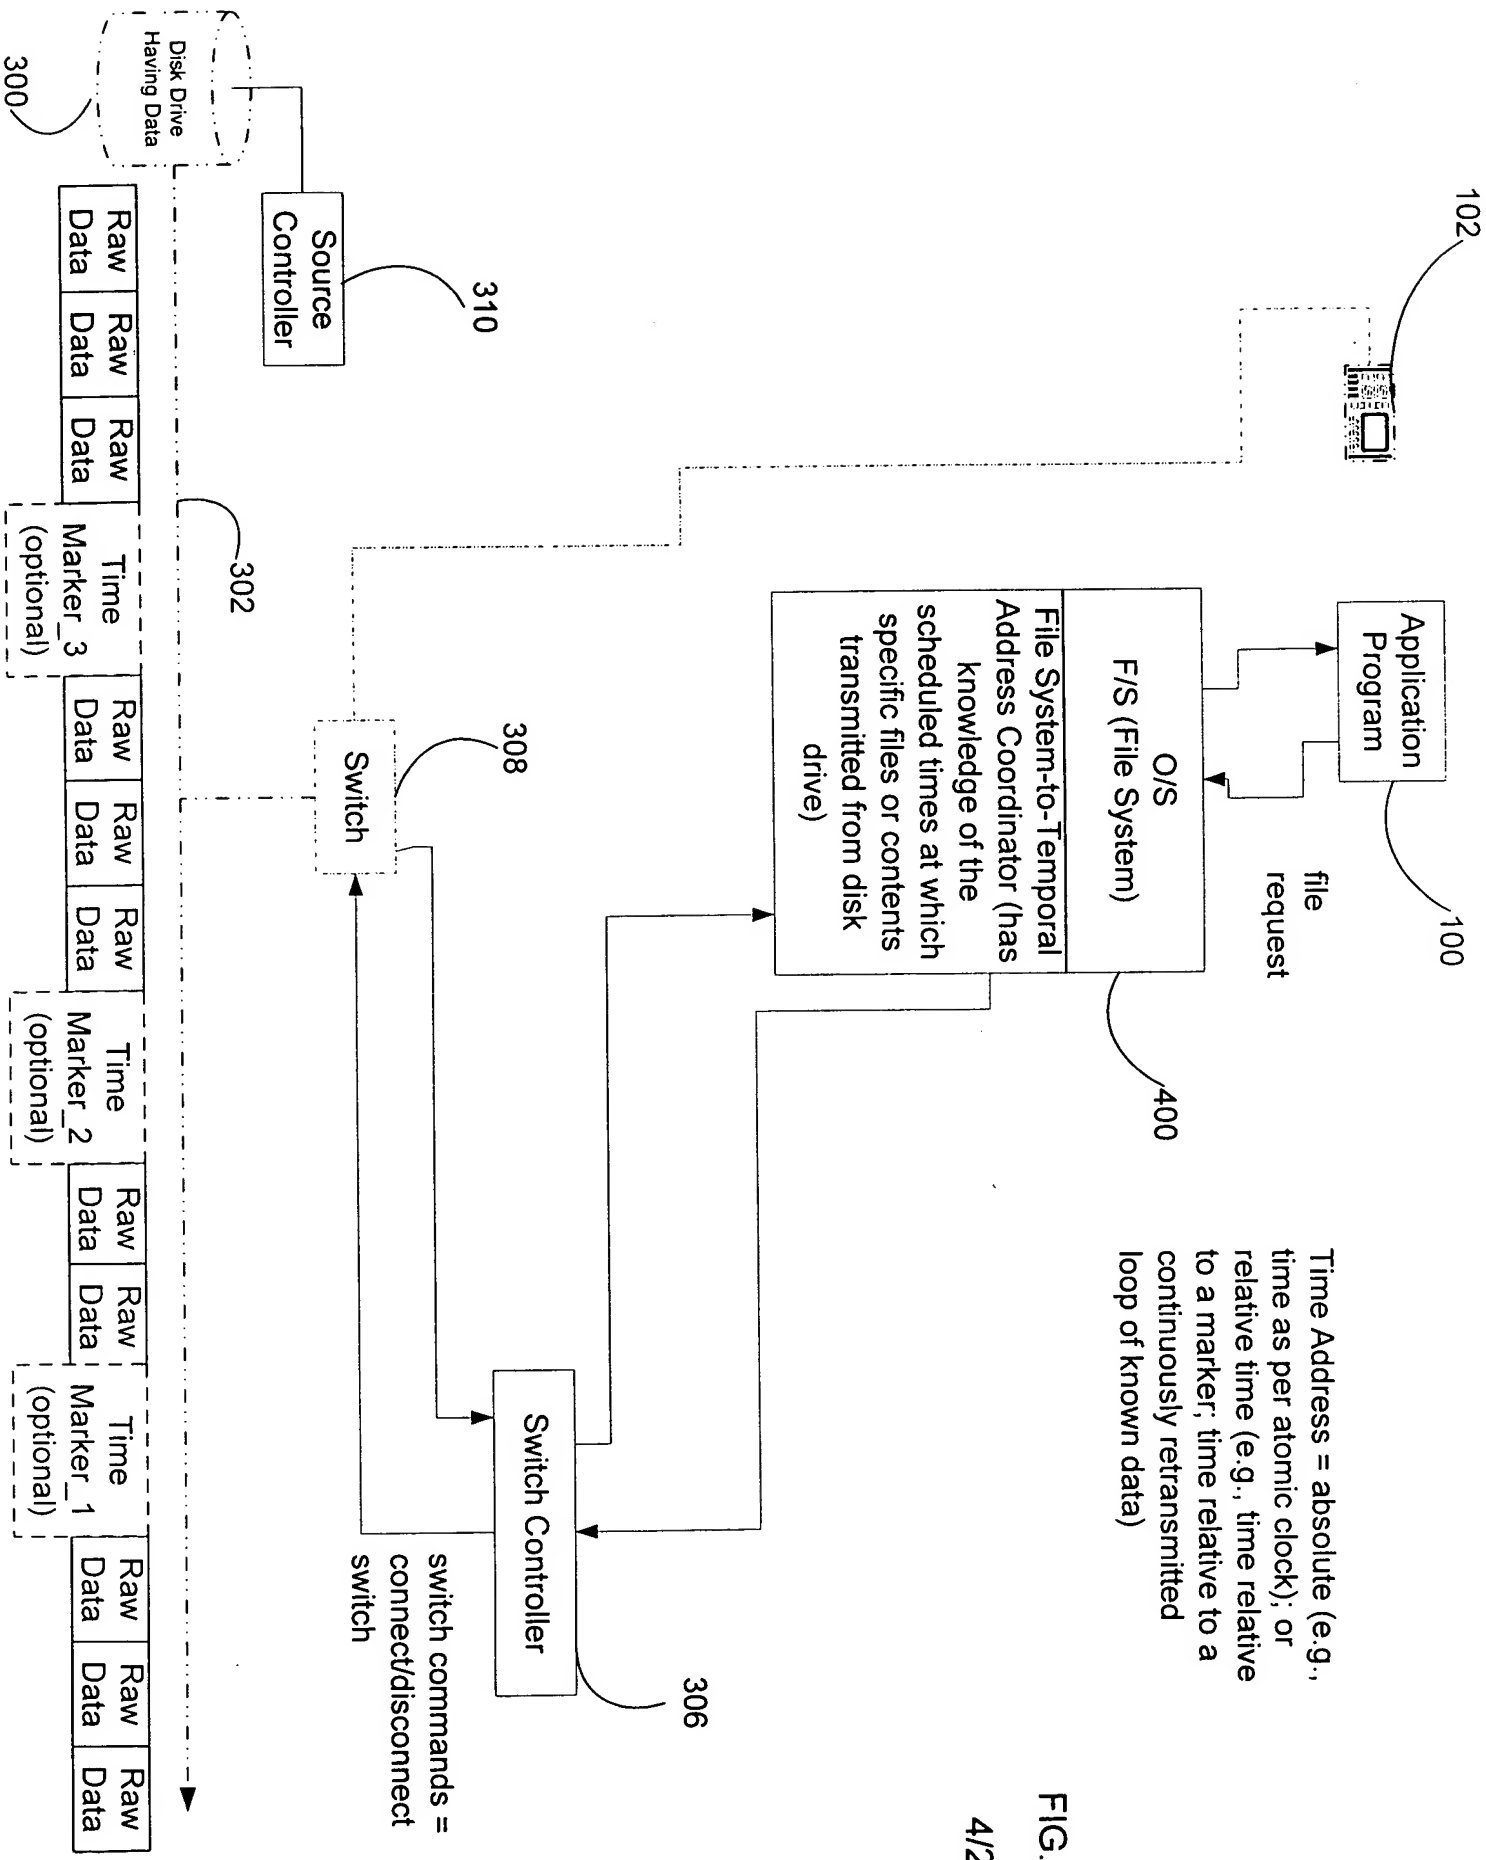 FIG.
4/2
102
Application
Program
100
file
request
O/S
F/S (File System)
File System-to-Temporal
Address Coordinator (has
knowledge of the
scheduled times at which
specific files or contents
transmitted from disk
drive)
400
Time Address = absolute (e.g.,
time as per atomic clock); or
relative time (e.g., time relative
to a marker; time relative to a
continuously retransmitted
loop of known data)
308
Switch
Switch Controller
306
switch commands =
connect/disconnect
switch
310
Source
Controller
Disk Drive
Having Data
300
302
Raw
Data
Raw
Data
Raw
Data
Time
Marker_3
(optional)
Raw
Data
Raw
Data
Raw
Data
Time
Marker_2
(optional)
Raw
Data
Raw
Data
Time
Marker_1
(optional)
Raw
Data
Raw
Data
Raw
Data